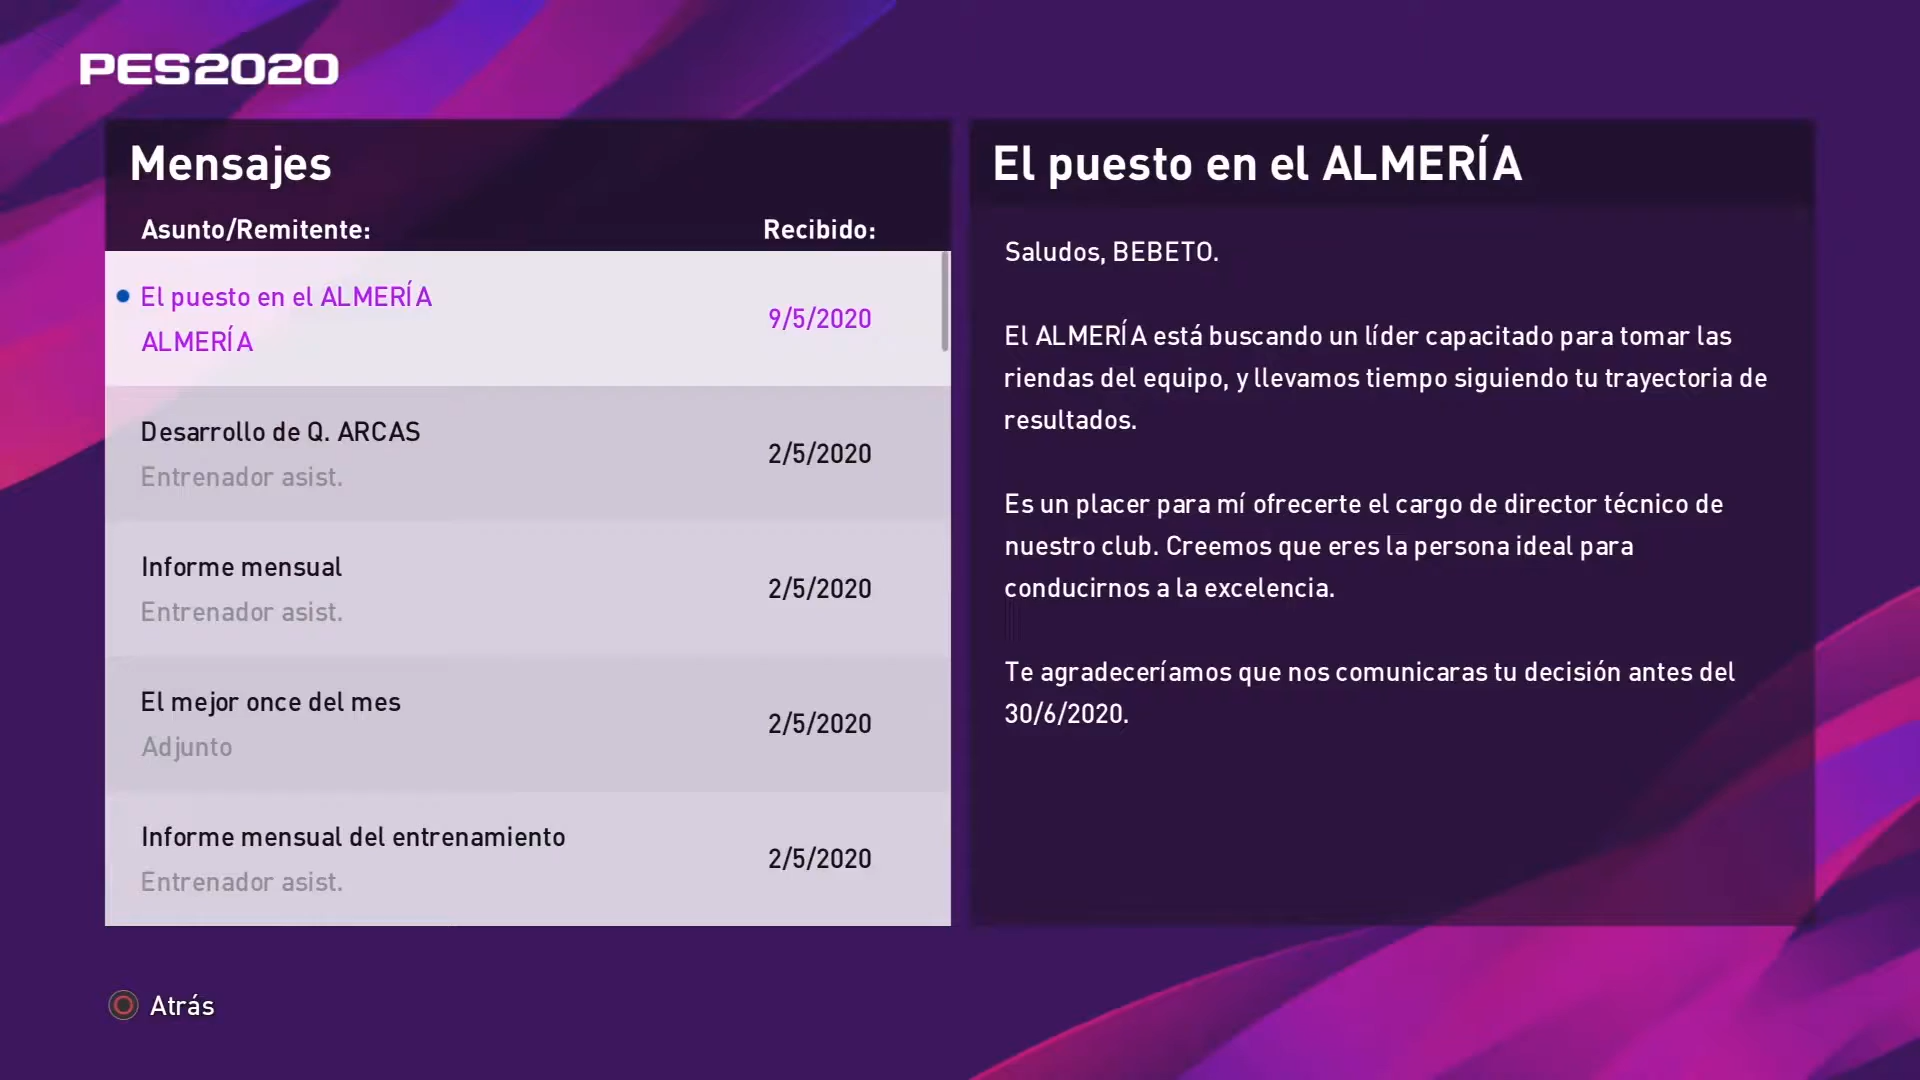 PES2020
Mensajes
Asunto/Remitente: Recibido:
El puesto en el ALMERÍA
ALMERÍA
9/5/2020
Desarrollo de Q. ARCAS
Entrenador asist.
2/5/2020
Informe mensual
Entrenador asist.
2/5/2020
El mejor once del mes
Adjunto
2/5/2020
Informe mensual del entrenamiento
Entrenador asist.
2/5/2020
El puesto en el ALMERÍA
Saludos, BEBETO.
El ALMERÍA está buscando un líder capacitado para tomar las
riendas del equipo, y llevamos tiempo siguiendo tu trayectoria de
resultados.
Es un placer para mí ofrecerte el cargo de director técnico de
nuestro club. Creemos que eres la persona ideal para
conducirnos a la excelencia.
Te agradeceríamos que nos comunicaras tu decisión antes del
30/6/2020.
Atrás